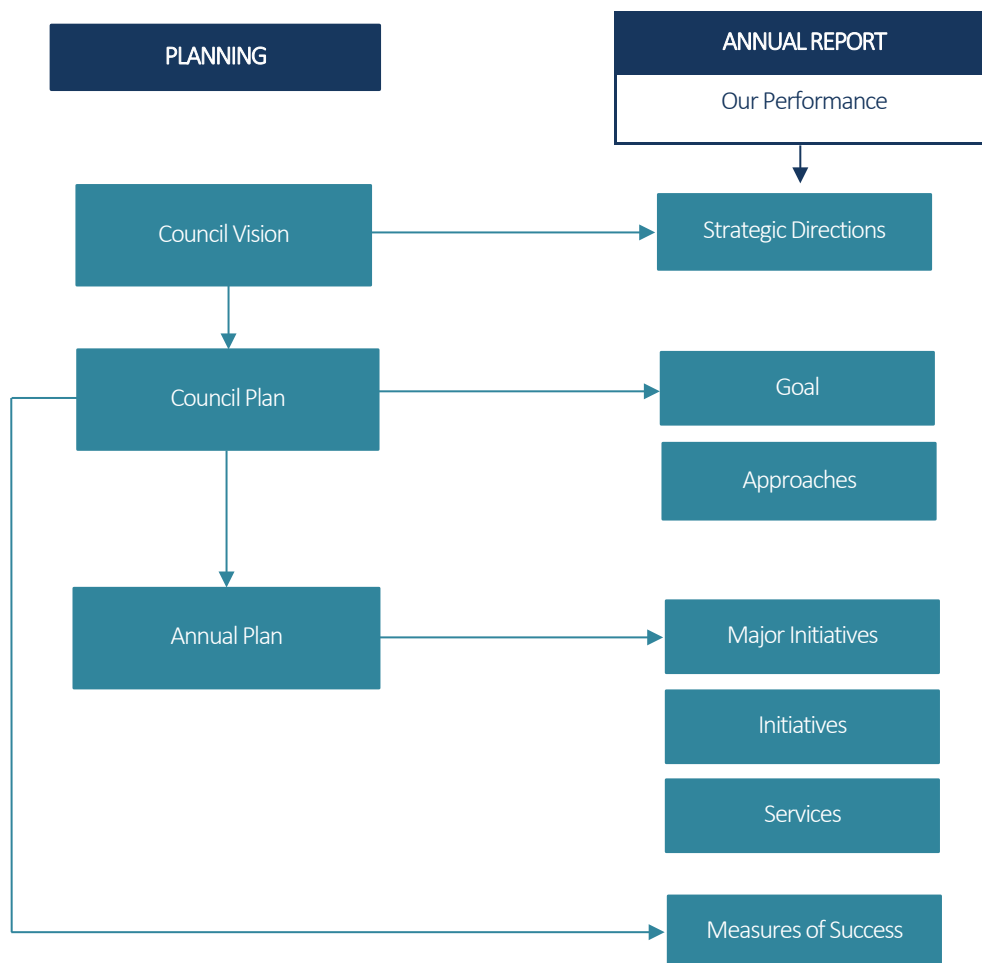 PLANNING
ANNUAL REPORT
Our Performance
Council Vision
Strategic Directions
Council Plan
Goal
Approaches
Annual Plan
Major Initiatives
Initiatives
Services
Measures of Success